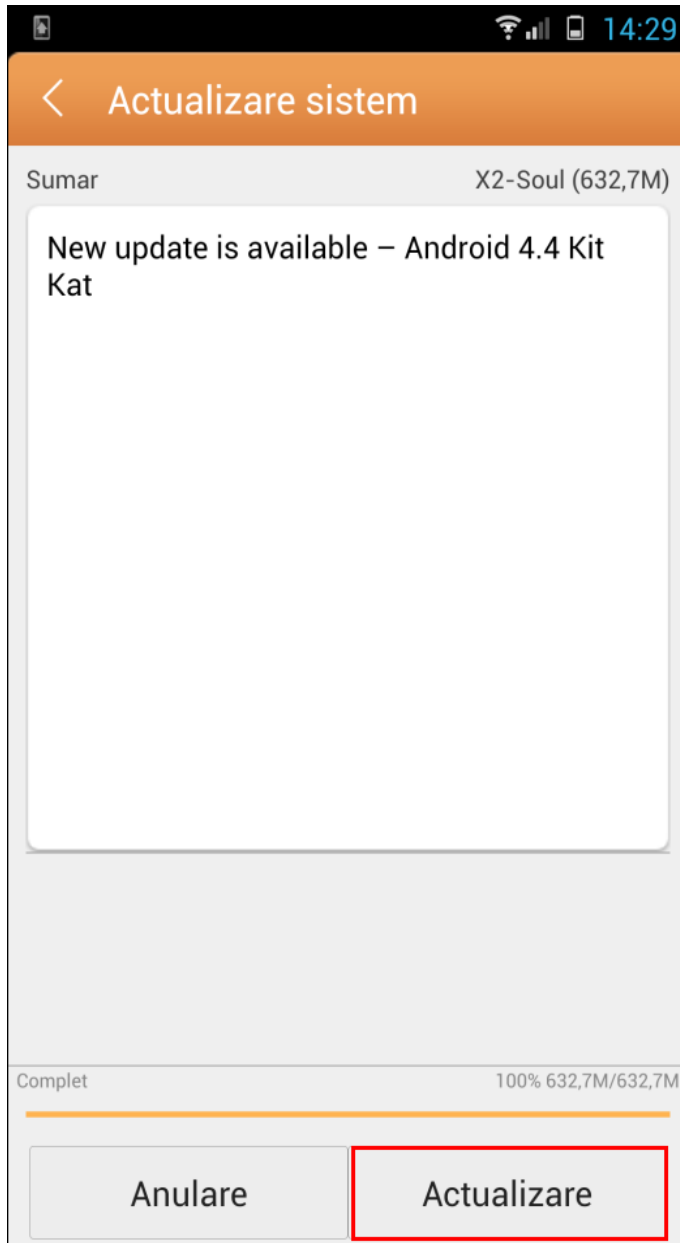 14:29
Actualizare sistem
Sumar X2-Soul (632,7M)
New update is available – Android 4.4 Kit
Kat
Complet 100% 632,7M/632,7M
Anulare Actualizare